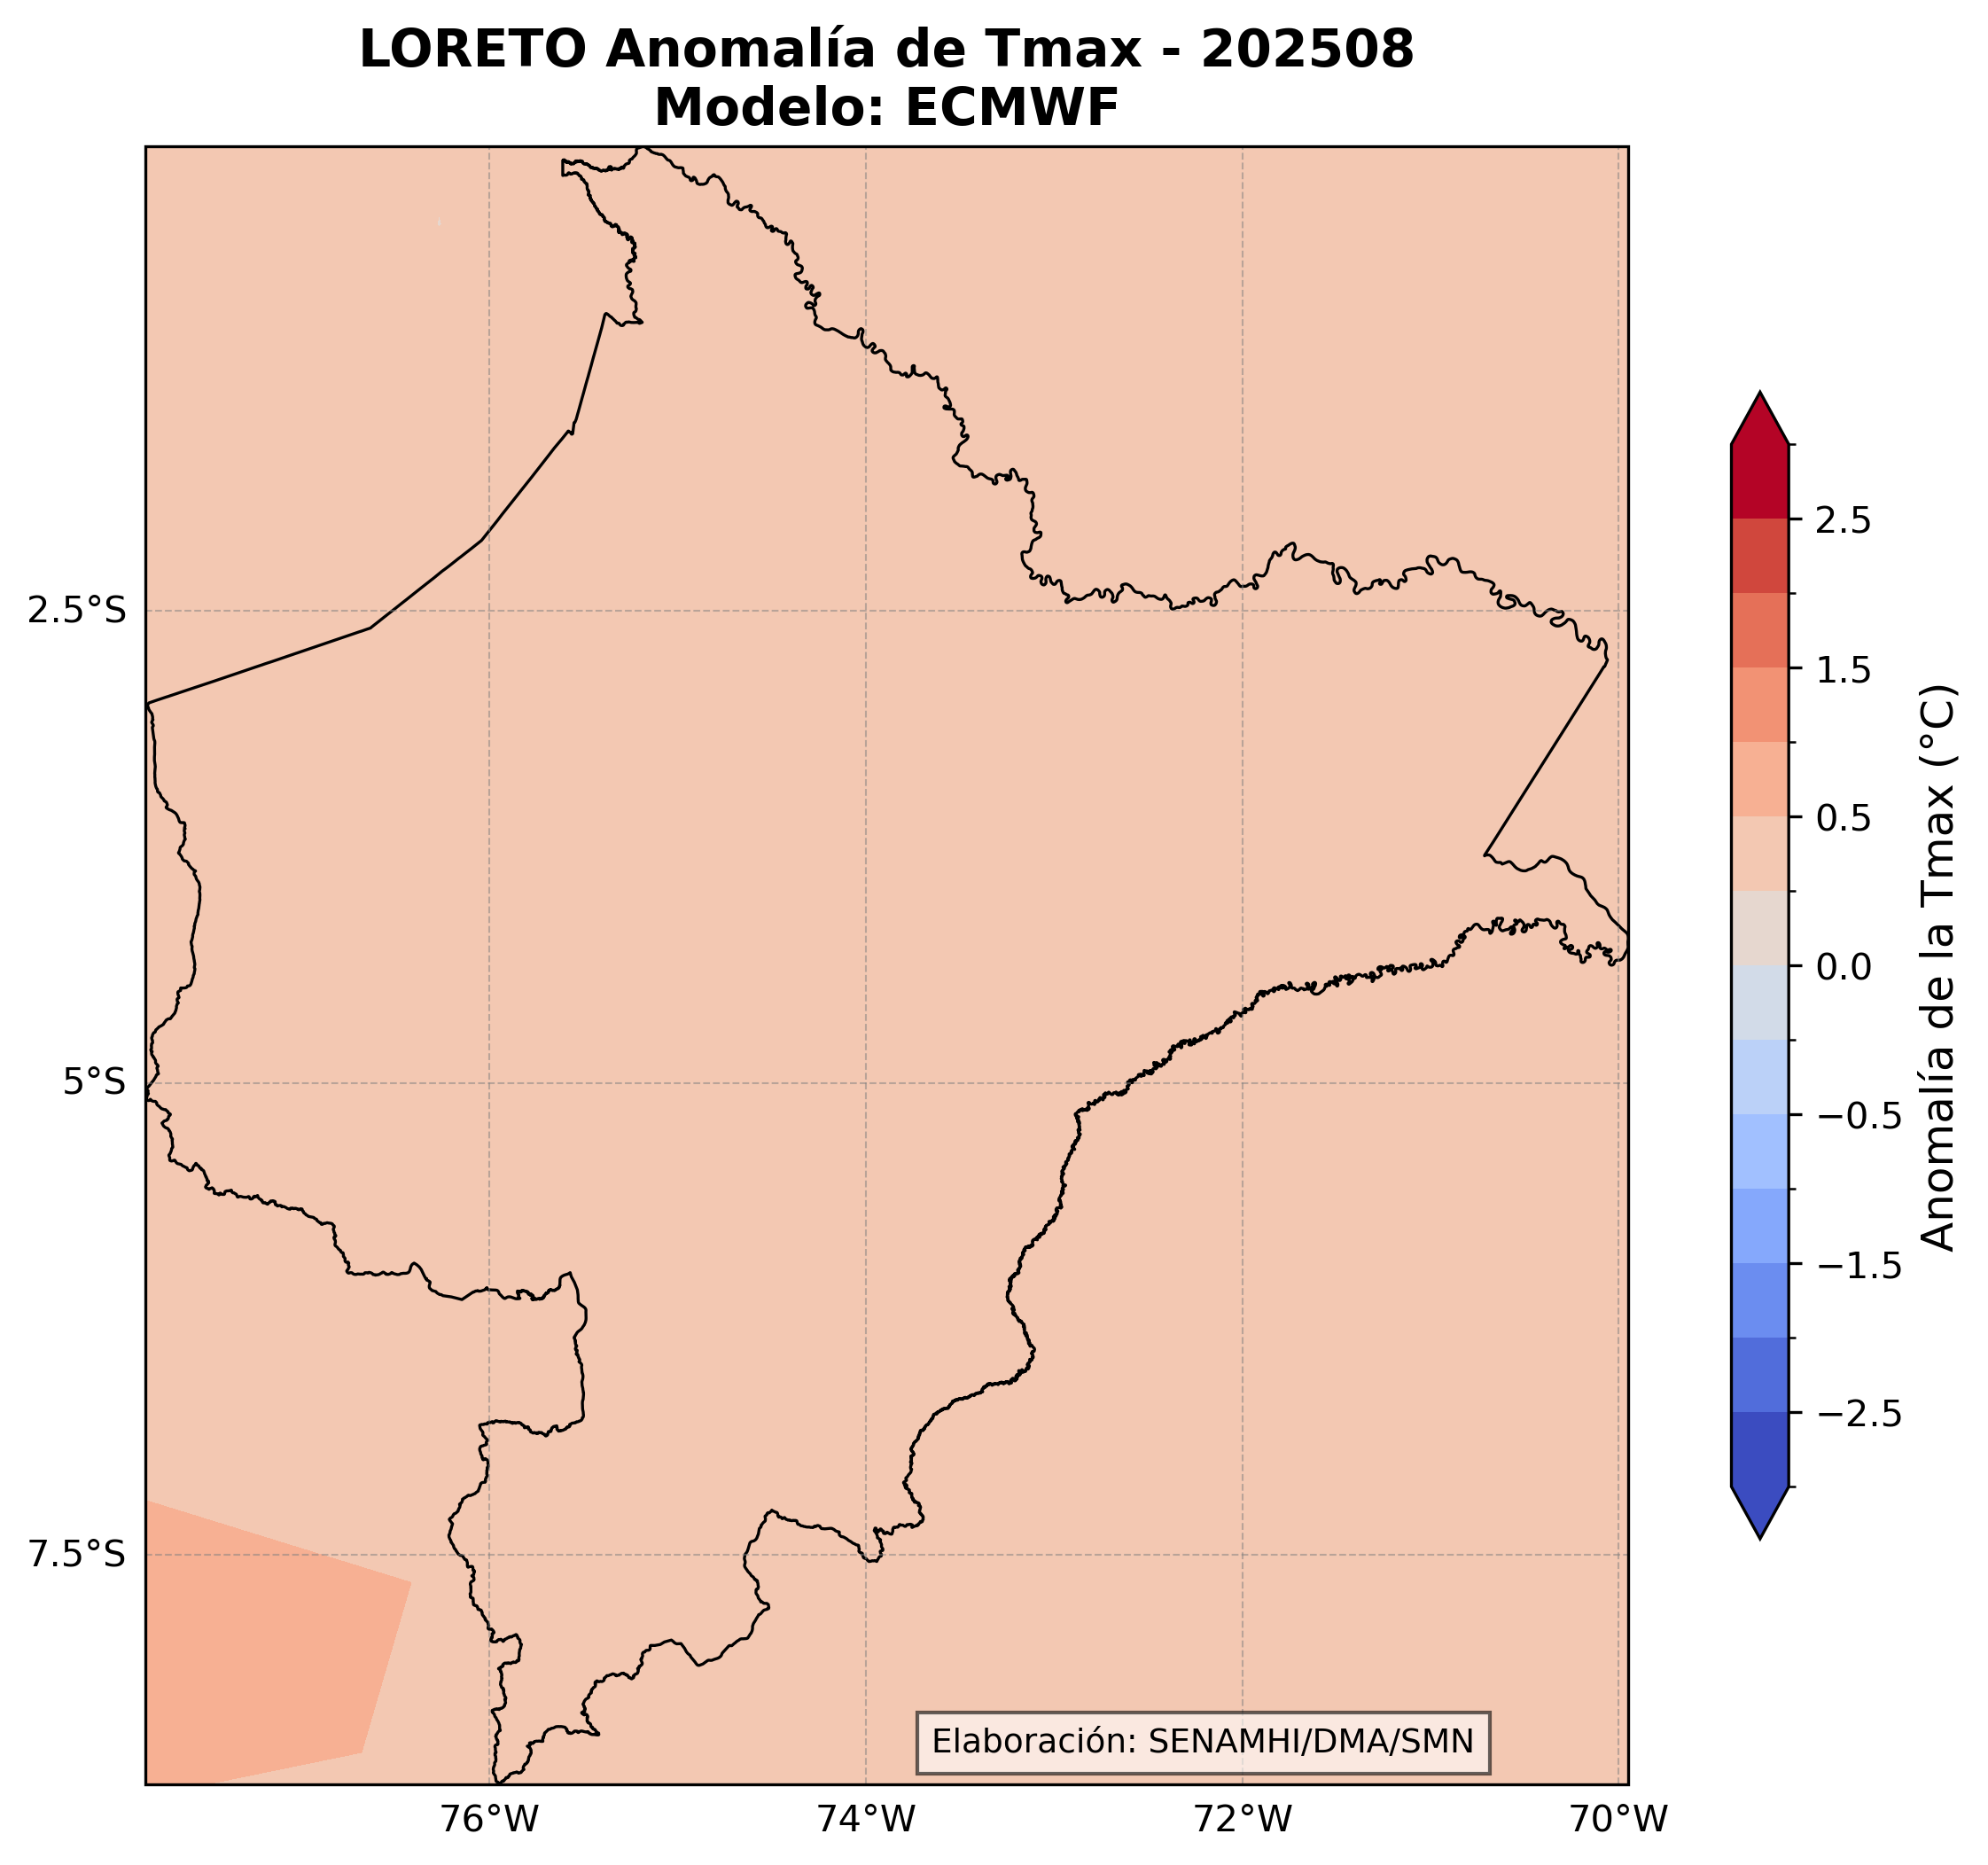 LORETO Anomalía de Tmax - 202508
Modelo: ECMWF
2.5°S
5°S
7.5°S
76°W
74°W
72°W
70°W
Elaboración: SENAMHI/DMA/SMN
2.5
1.5
0.5
0.0
−0.5
−1.5
−2.5
Anomalía de la Tmax (°C)